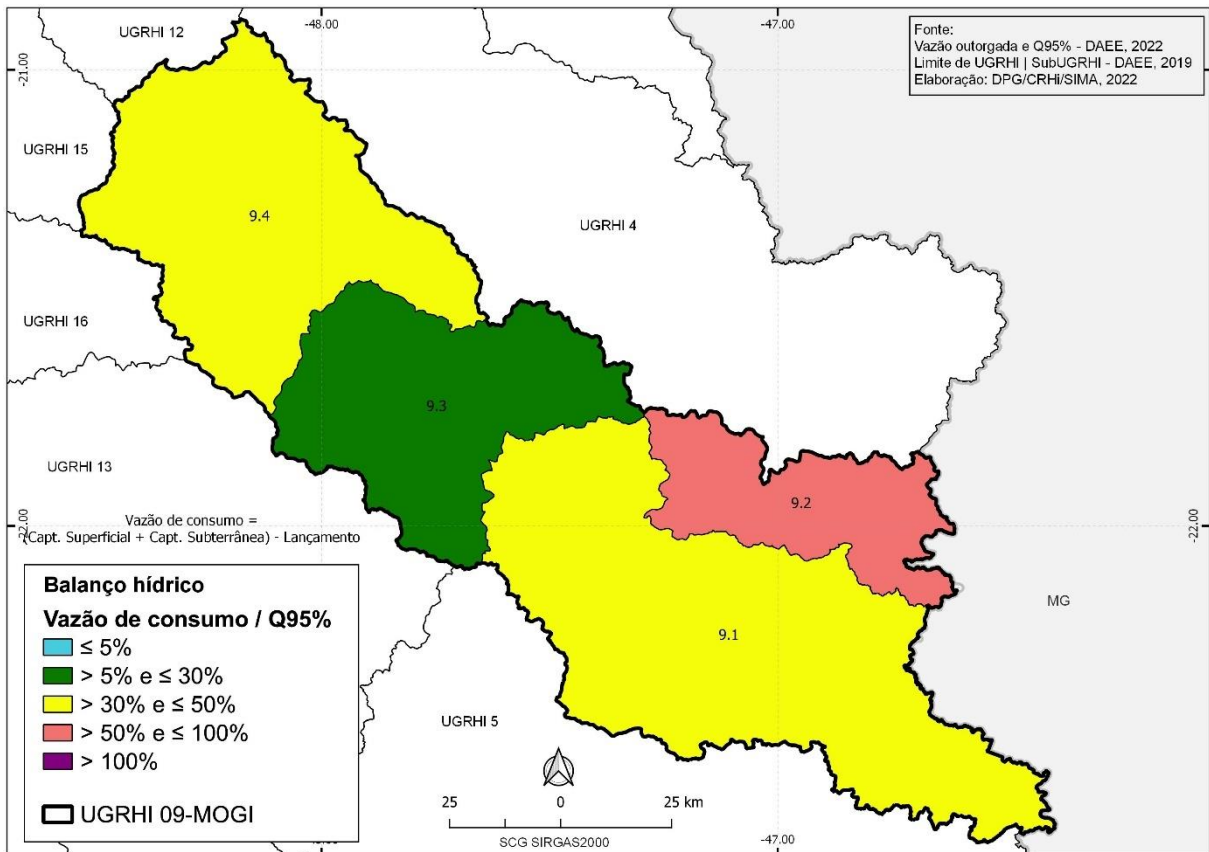 UGRHI 12
-48.00
-47.00
Fonte:
Vazão outorgada e Q95% - DAEE, 2022
Limite de UGRHI | SubUGRHI - DAEE, 2019
Elaboração: DPG/CRHi/SIMA, 2022
-21.00
-21.00
UGRHI 15
9.4
UGRHI 4
UGRHI 16
9.3
UGRHI 13
9.2
-22.00
-22.00
Vazão de consumo =
(Capt. Superficial + Capt. Subterrânea) - Lançamento
MG
9.1
UGRHI 5
Balanço hídrico
Vazão de consumo / Q95%
≤ 5%
> 5% e ≤ 30%
> 30% e ≤ 50%
> 50% e ≤ 100%
> 100%
UGRHI 09-MOGI
25 0 25 km
SCG SIRGAS2000
-47.00